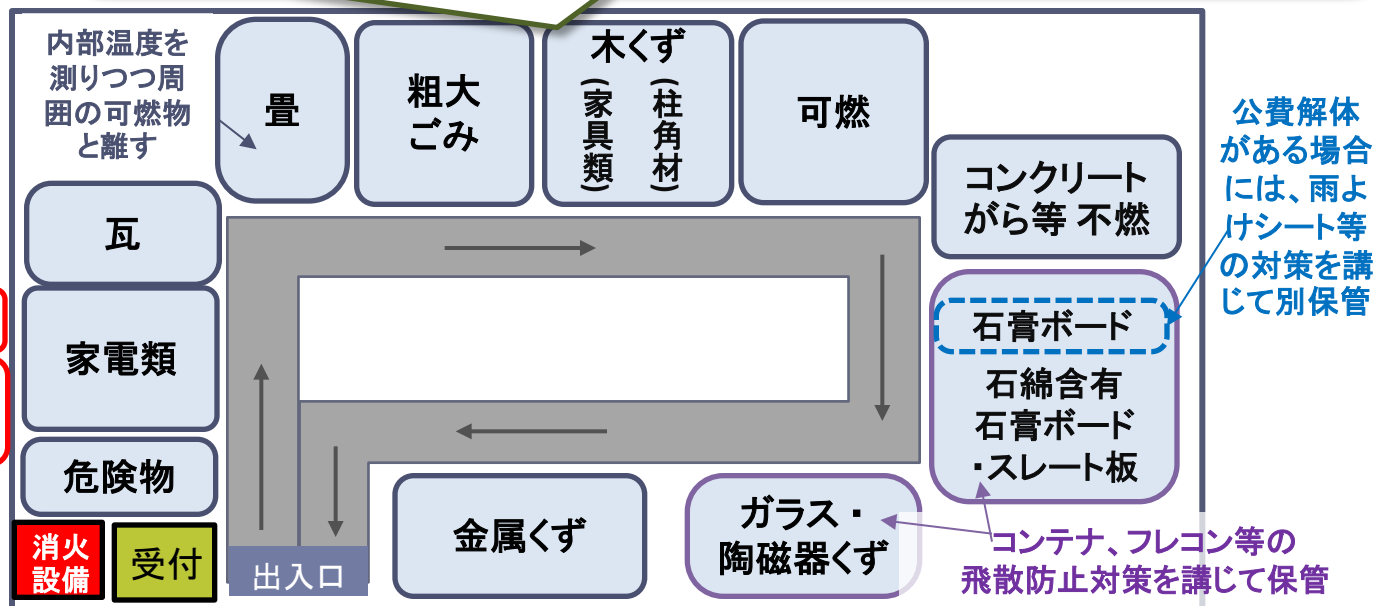 内部温度を
測りつつ周
囲の可燃物
と離す
畳
粗大
ごみ
木くず
(家具類)
(柱角材)
可燃
コンクリート
がら等 不燃
公費解体
がある場合
には、雨よ
けシート等
の対策を講
じて別保管
瓦
家電類
危険物
石膏ボード
石綿含有
石膏ボード
・スレート板
消火
設備
受付
出入口
金属くず
ガラス・
陶磁器くず
コンテナ、フレコン等の
飛散防止対策を講じて保管